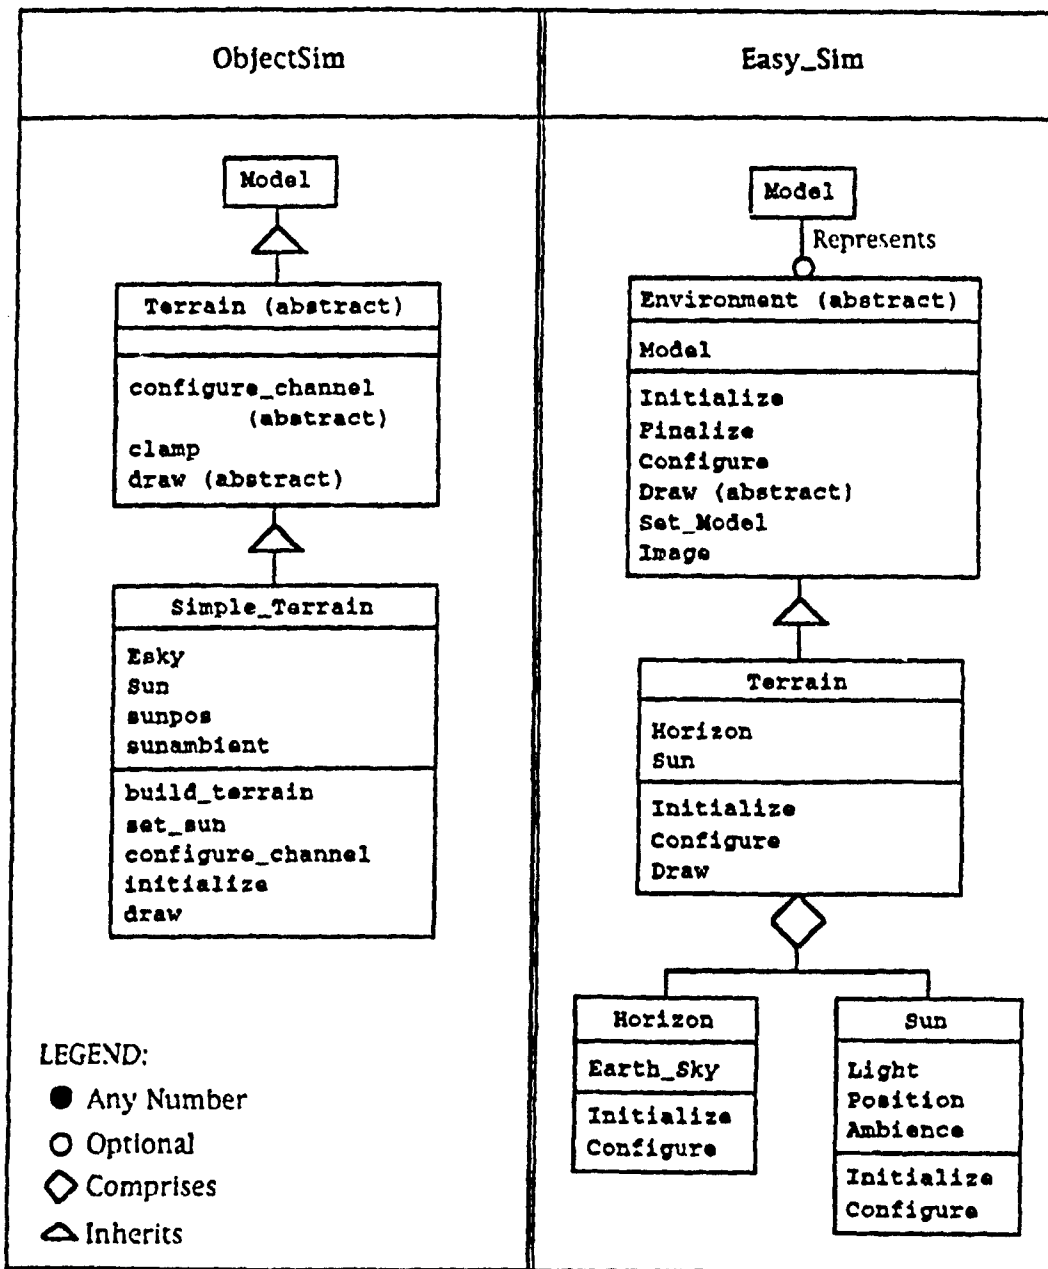 ObjectSim
Model
Terrain (abstract)
configure_channel
(abstract)
clamp
draw (abstract)
Simple_Terrain
Esky
Sun
sunpos
sunambient
build_terrain
set_sun
configure_channel
initialize
draw
LEGEND:
Any Number
Optional
Comprises
Inherits
Easy_Sim
Model
Represents
Environment (abstract)
Model
Initialize
Finalize
Configure
Draw (abstract)
Set_Model
Image
Terrain
Horizon
Sun
Initialize
Configure
Draw
Horizon
Earth_Sky
Initialize
Configure
Sun
Light
Position
Ambience
Initialize
Configure